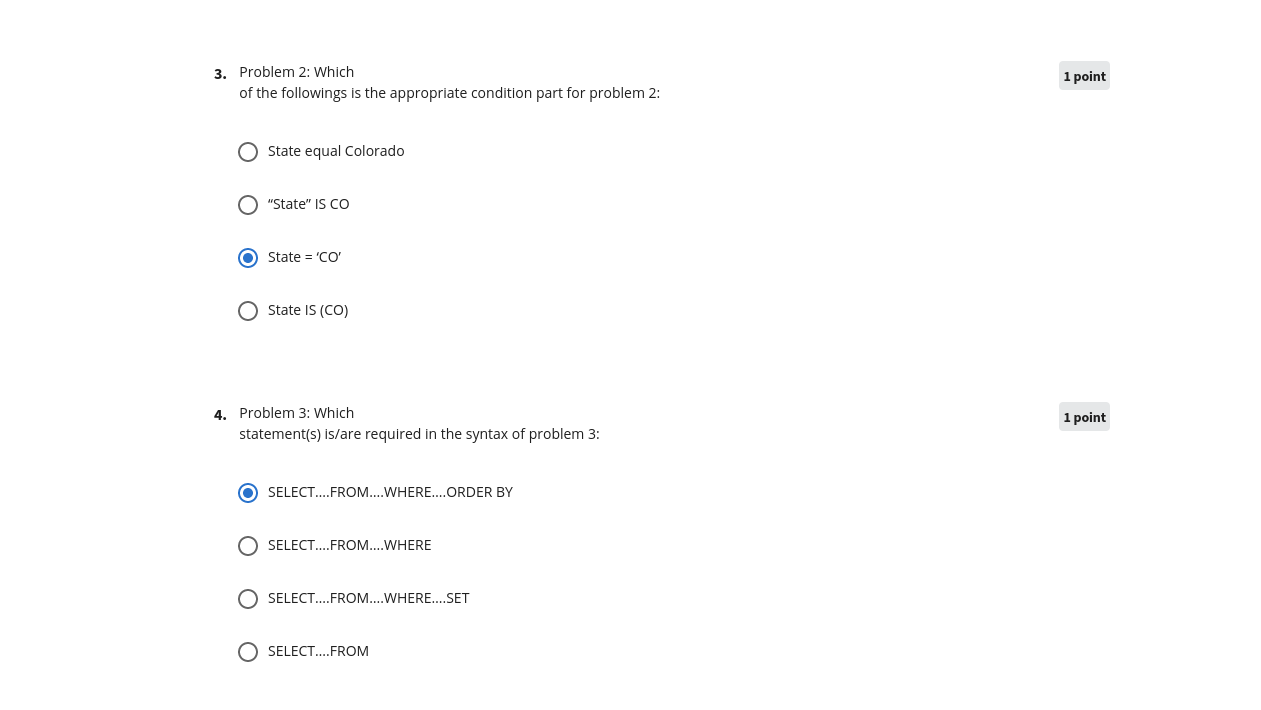 3. Problem 2: Which
1 point
of the followings is the appropriate condition part for problem 2:
State equal Colorado
“State” IS CO
State = ‘CO’
State IS (CO)
4. Problem 3: Which
1 point
statement(s) is/are required in the syntax of problem 3:
SELECT....FROM....WHERE....ORDER BY
SELECT....FROM....WHERE
SELECT....FROM....WHERE....SET
SELECT....FROM